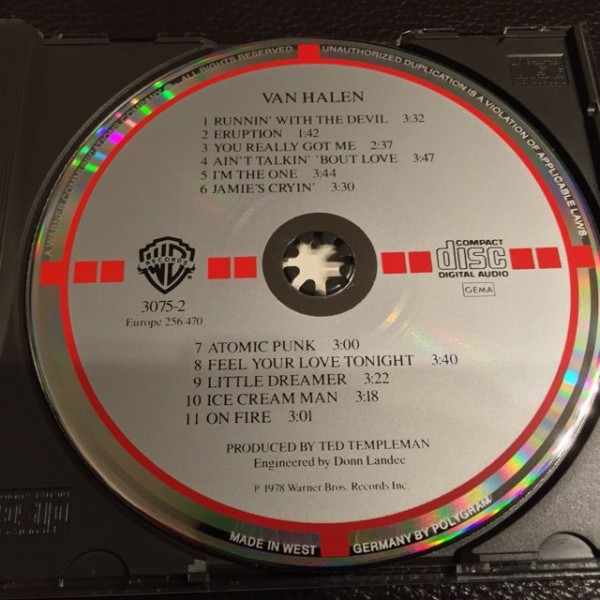 A WARNER COMMUNICATIONS COMPANY ALL RIGHTS RESERVED. UNAUTHORIZED DUPLICATION IS A VIOLATION OF APPLICABLE LAWS
VAN HALEN
1 RUNNIN' WITH THE DEVIL 3:32
2 ERUPTION 1:42
3 YOU REALLY GOT ME 2:37
4 AIN'T TALKIN' 'BOUT LOVE 3:47
5 I'M THE ONE 3:44
6 JAMIE'S CRYIN' 3:30
WB
RECORDS
COMPACT
disc
DIGITAL AUDIO
GEMA
3075-2
Europe 256 470
7 ATOMIC PUNK 3:00
8 FEEL YOUR LOVE TONIGHT 3:40
9 LITTLE DREAMER 3:22
10 ICE CREAM MAN 3:18
11 ON FIRE 3:01
PRODUCED BY TED TEMPLEMAN
Engineered by Donn Landee
P 1978 Warner Bros. Records Inc.
MADE IN WEST GERMANY BY POLYGRAM